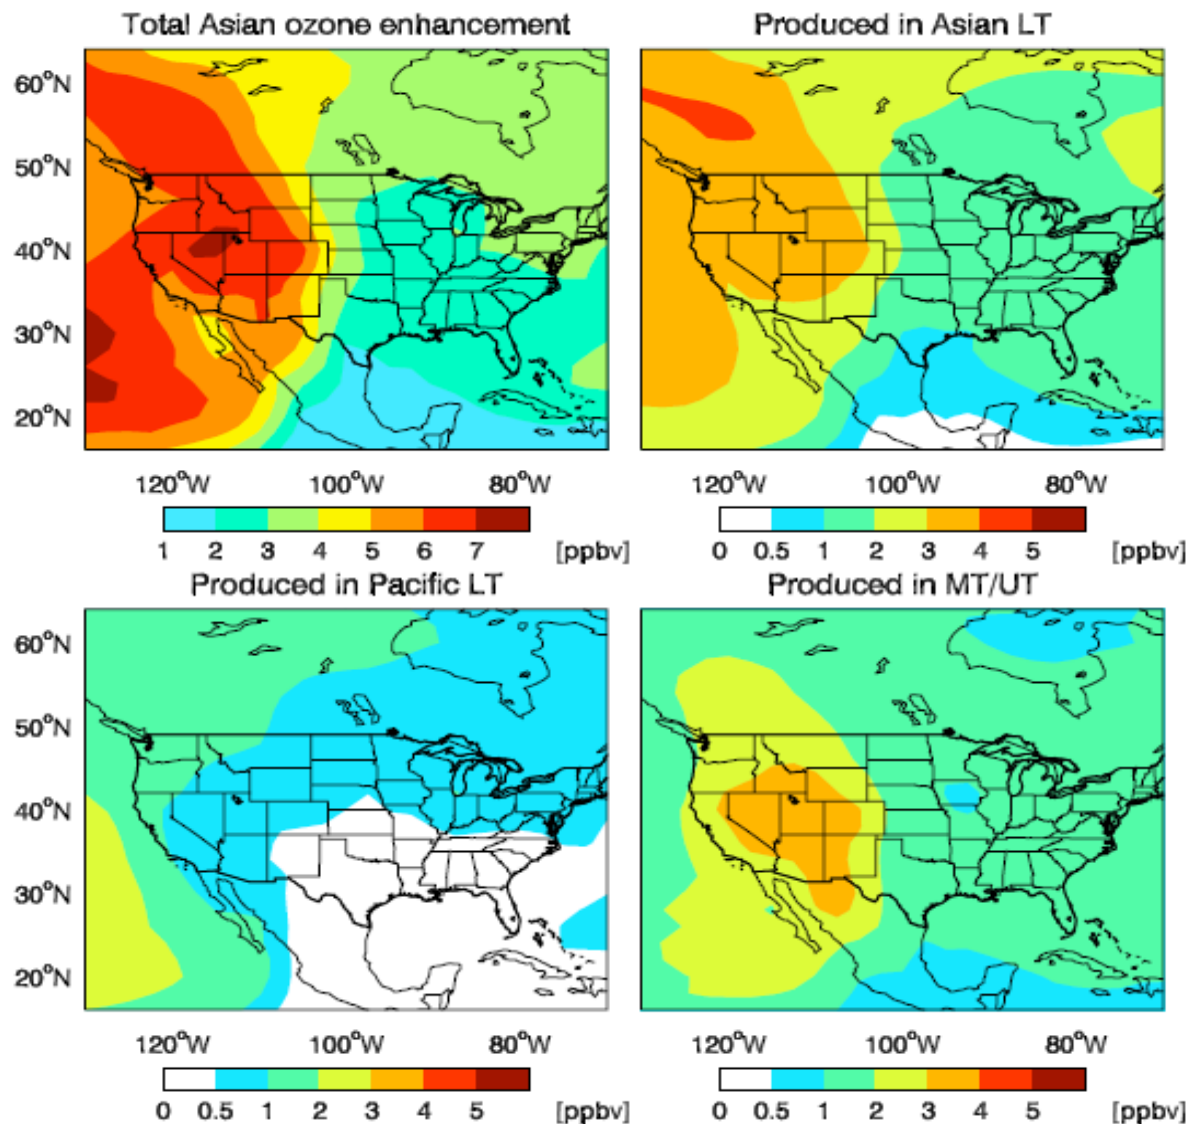 Total Asian ozone enhancement
Produced in Asian LT
60°N
50°N
40°N
30°N
20°N
120°W 100°W 80°W
120°W 100°W 80°W
1 2 3 4 5 6 7 [ppbv]
0 0.5 1 2 3 4 5 [ppbv]
Produced in Pacific LT
Produced in MT/UT
60°N
50°N
40°N
30°N
20°N
120°W 100°W 80°W
120°W 100°W 80°W
0 0.5 1 2 3 4 5 [ppbv]
0 0.5 1 2 3 4 5 [ppbv]